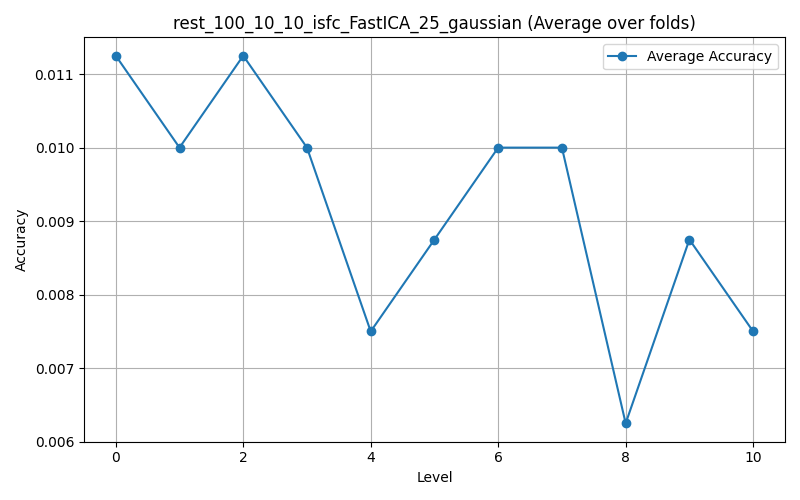 rest_100_10_10_isfc_FastICA_25_gaussian (Average over folds)
Average Accuracy
0.011
0.010
0.009
0.008
0.007
0.006
Accuracy
0 2 4 6 8 10
Level